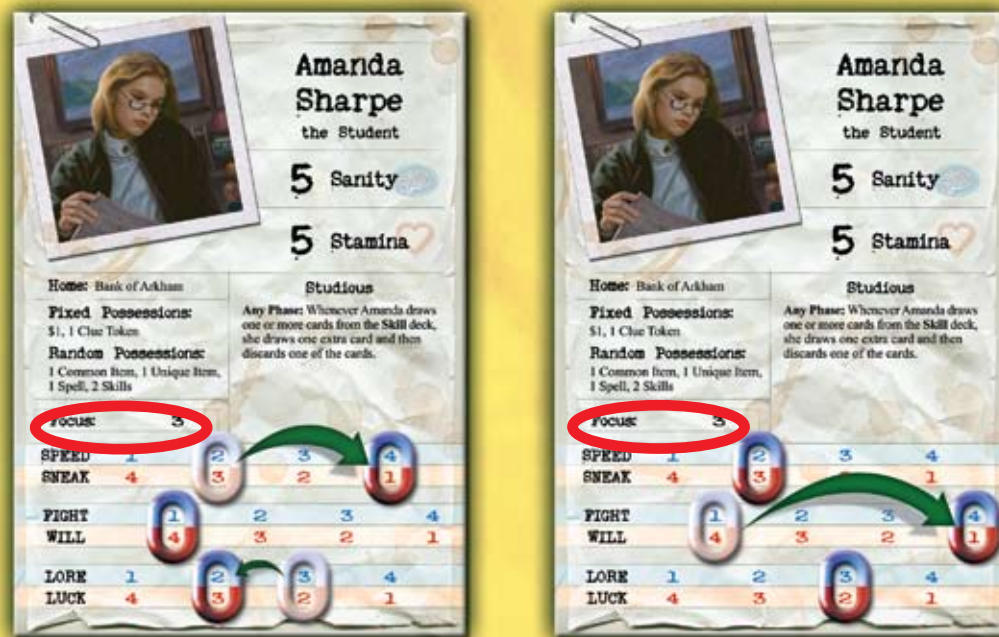 Amanda
Sharpe
the Student
5 Sanity
5 Stamina
Home: Bank of Arkham
Fixed Possessions:
$1, 1 Clue Token
Random Possessions:
1 Common Item, 1 Unique Item,
1 Spell, 2 Skills
Studious
Any Phase: Whenever Amanda draws
one or more cards from the Skill deck,
she draws one extra card and then
discards one of the cards.
Focus: 3
SPEED 1 2 3 4
SNEAK 4 3 2 1
FIGHT 1 2 3 4
WILL 4 3 2 1
LORE 1 2 3 4
LUCK 4 3 2 1
Amanda
Sharpe
the Student
5 Sanity
5 Stamina
Home: Bank of Arkham
Fixed Possessions:
$1, 1 Clue Token
Random Possessions:
1 Common Item, 1 Unique Item,
1 Spell, 2 Skills
Studious
Any Phase: Whenever Amanda draws
one or more cards from the Skill deck,
she draws one extra card and then
discards one of the cards.
Focus: 3
SPEED 1 2 3 4
SNEAK 4 3 1
FIGHT 1 2 3 4
WILL 4 3 2 1
LORE 1 2 3 4
LUCK 4 3 2 1